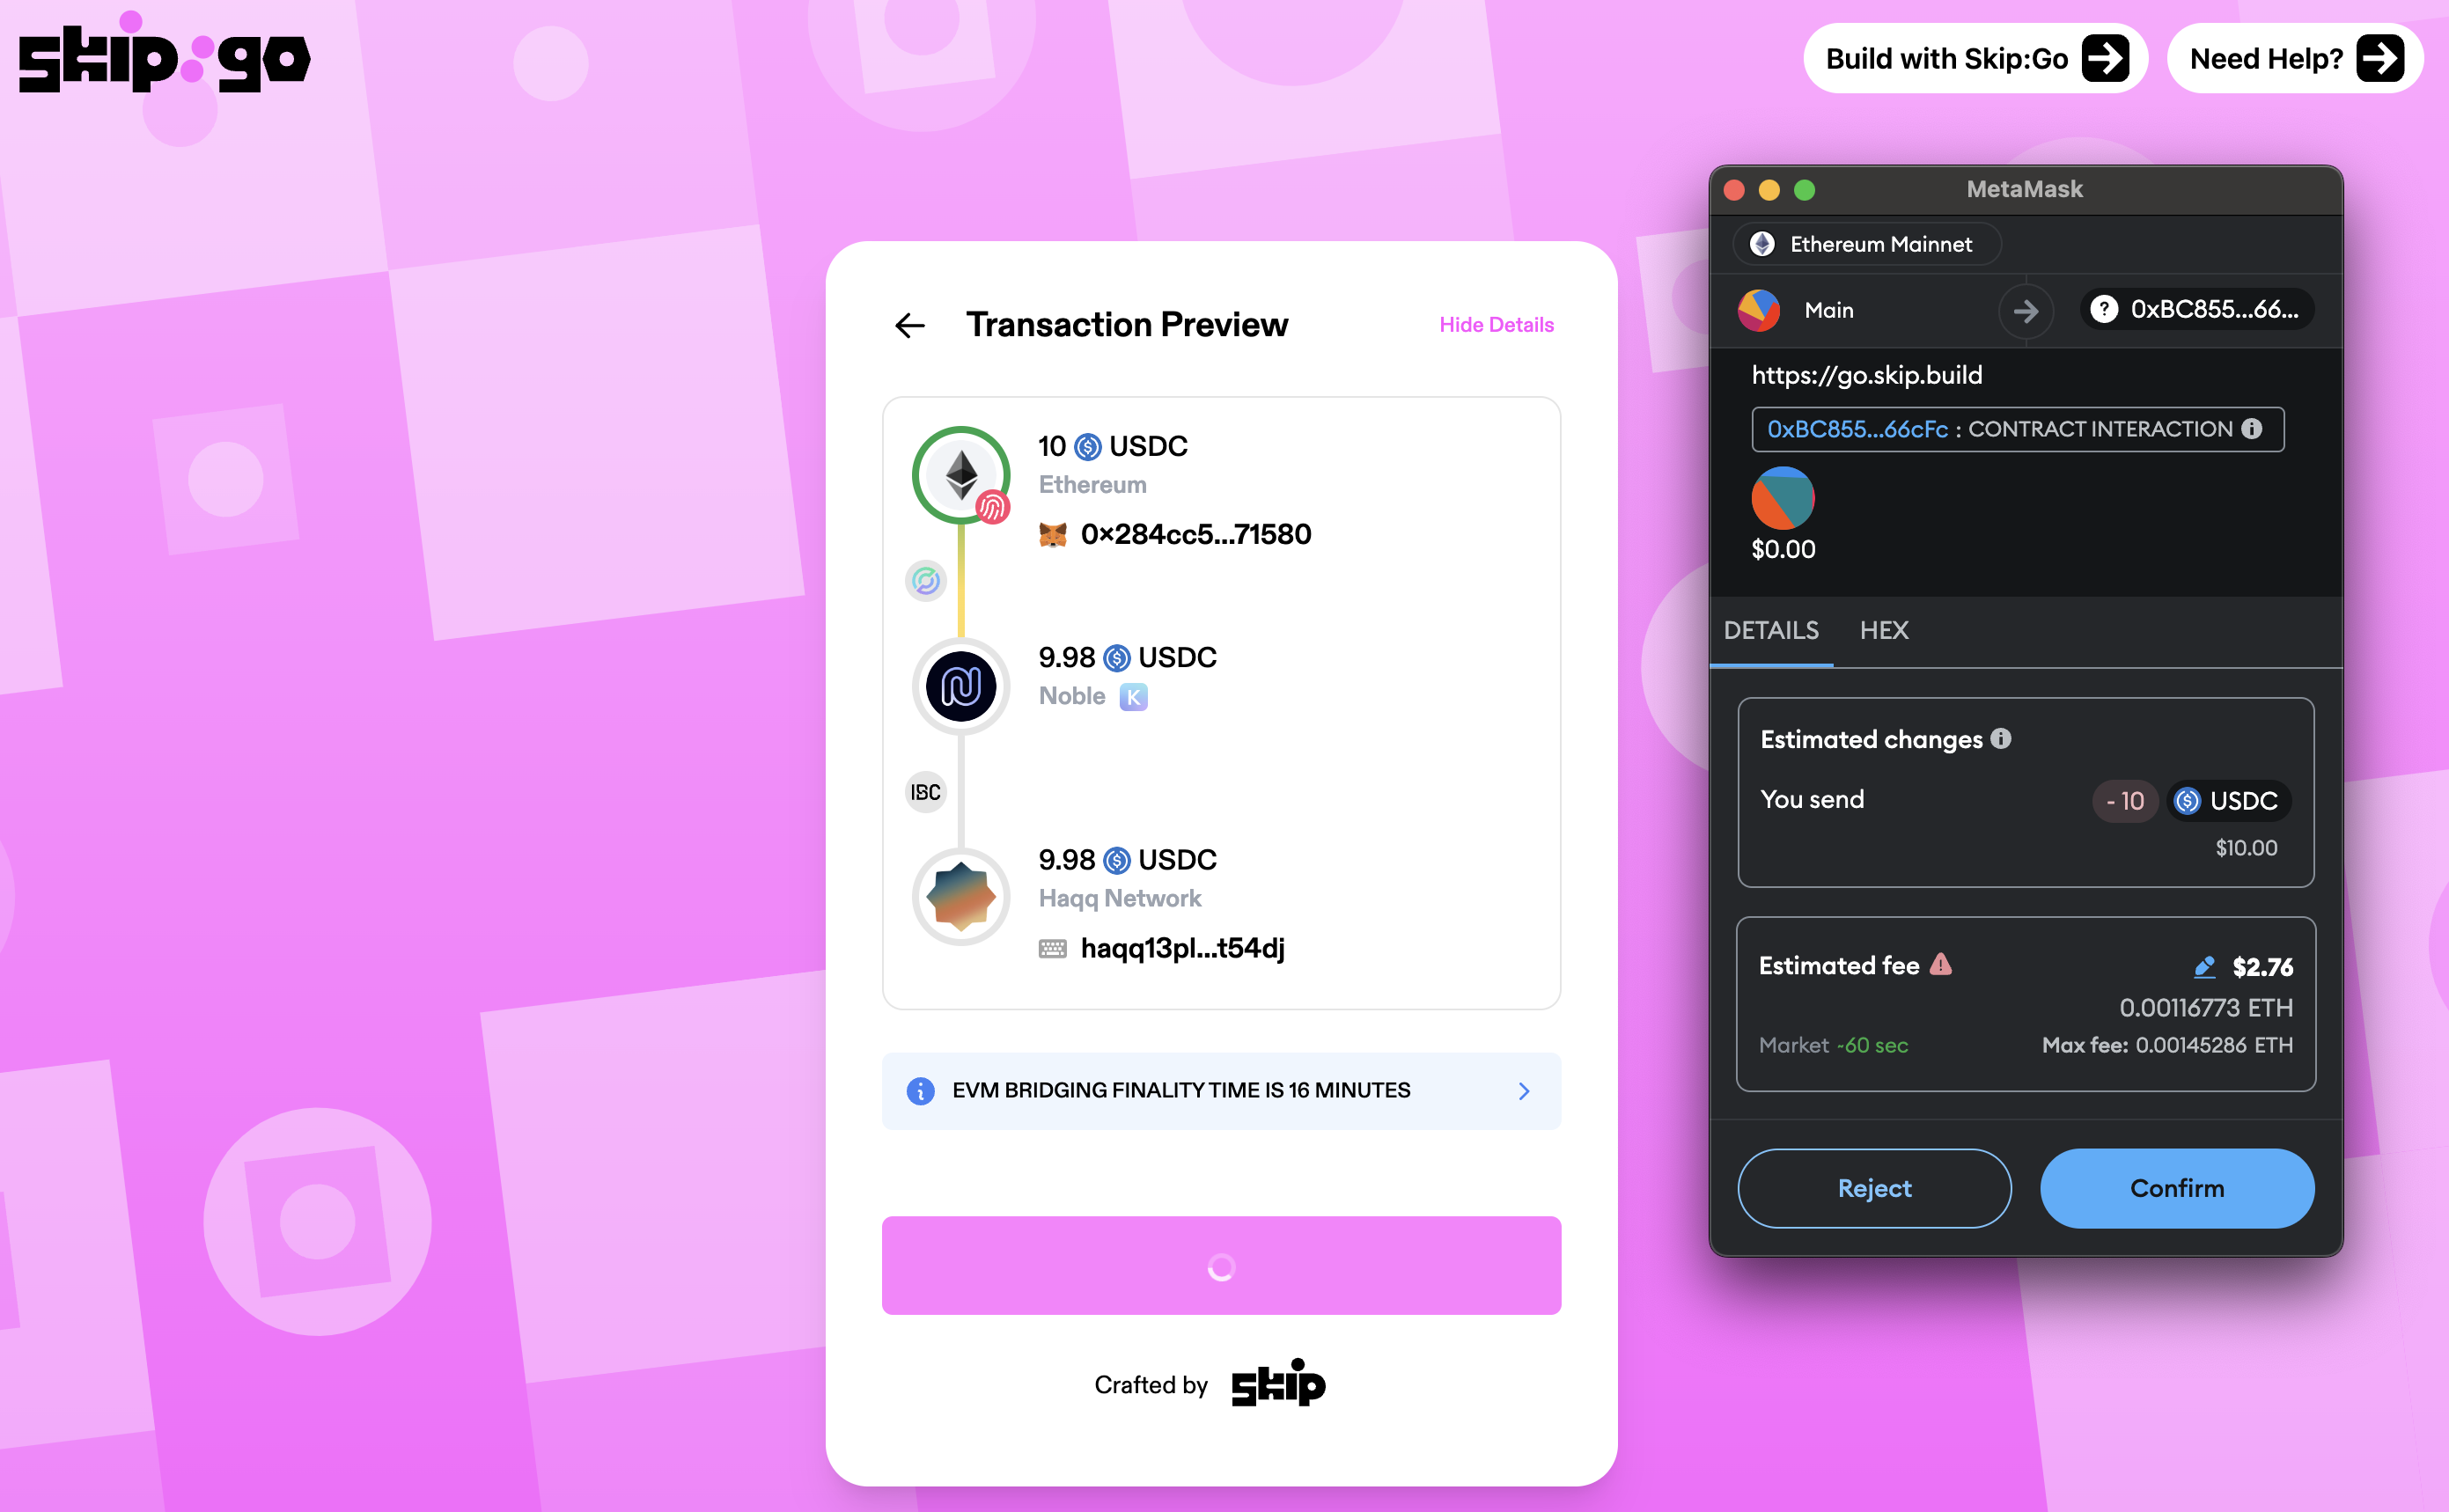 skip:go
Build with Skip:Go
Need Help?
Transaction Preview
Hide Details
10 USDC
Ethereum
0×284cc5...71580
9.98 USDC
Noble K
IBC
9.98 USDC
Haqq Network
haqq13pl...t54dj
EVM BRIDGING FINALITY TIME IS 16 MINUTES
Crafted by skip
MetaMask
Ethereum Mainnet
Main
? 0xBC855...66...
https://go.skip.build
0xBC855...66cFc : CONTRACT INTERACTION
$0.00
DETAILS HEX
Estimated changes
You send - 10 USDC
$10.00
Estimated fee $2.76
0.00116773 ETH
Market ~60 sec Max fee: 0.00145286 ETH
Reject Confirm